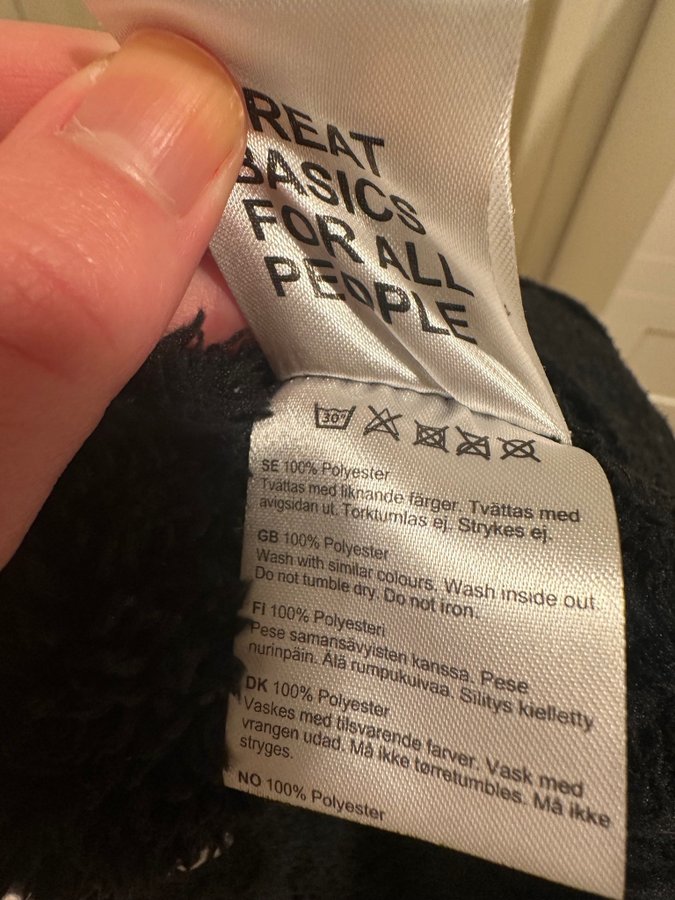 REAT
BASICS
FOR ALL
PEOPLE
30°
SE 100% Polyester
Tvättas med liknande färger. Tvättas med
avigsidan ut. Torktumlas ej. Strykes ej.
GB 100% Polyester
Wash with similar colours. Wash inside out.
Do not tumble dry. Do not iron.
FI 100% Polyesteri
Pese samansävyisten kanssa. Pese
nurinpäin. Älä rumpukuivaa. Silitys kielletty
DK 100% Polyester
Vaskes med tilsvarende farver. Vask med
vrangen udad. Må ikke tørretumbles. Må ikke
stryges.
NO 100% Polyester